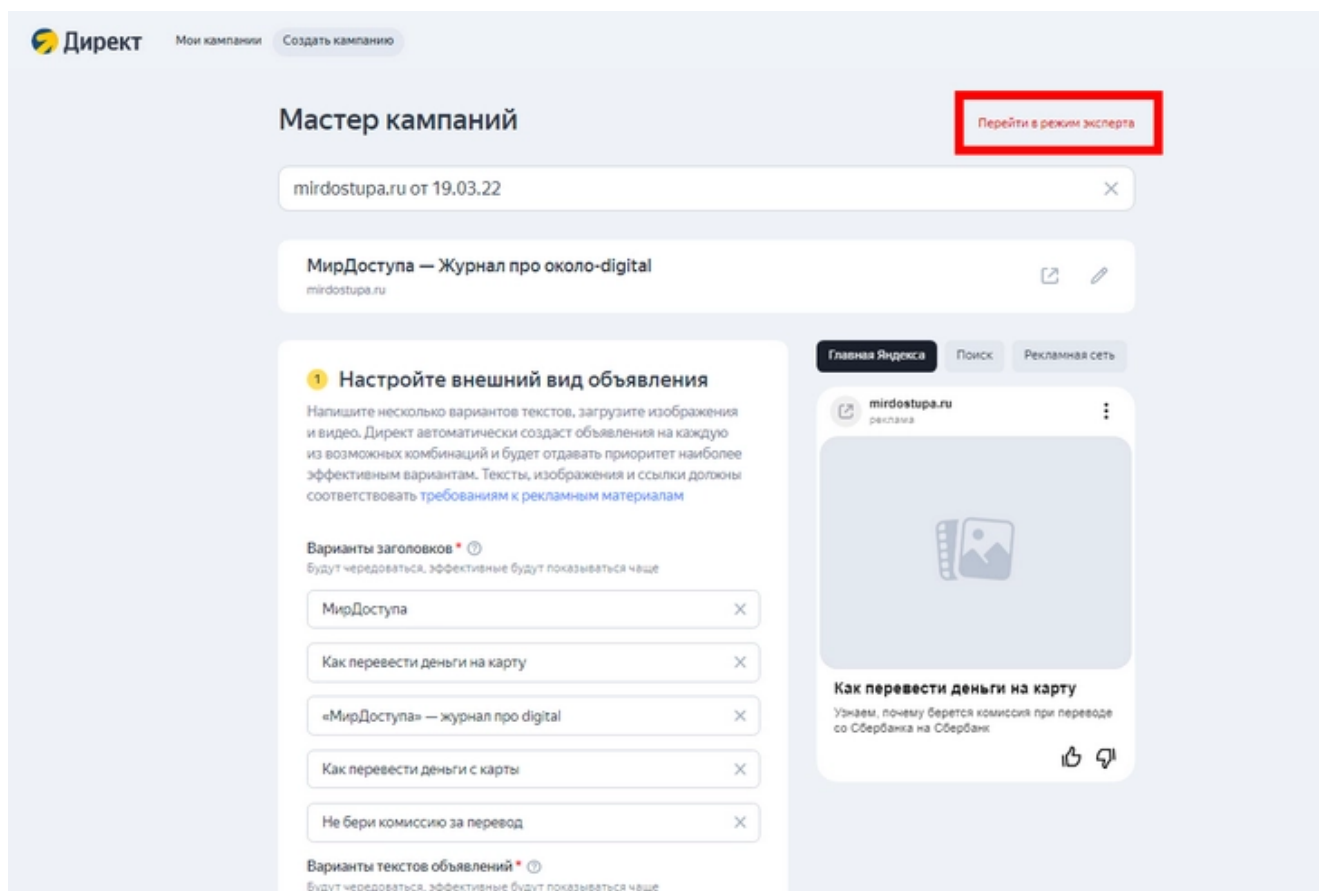 Директ
Мои кампании
Создать кампанию
Мастер кампаний
Перейти в режим эксперта
mirdostupa.ru от 19.03.22
МирДоступа — Журнал про около-digital
mirdostupa.ru
1 Настройте внешний вид объявления
Напишите несколько вариантов текстов, загрузите изображения
и видео. Директ автоматически создаст объявления на каждую
из возможных комбинаций и будет отдавать приоритет наиболее
эффективным вариантам. Тексты, изображения и ссылки должны
соответствовать требованиям к рекламным материалам
Варианты заголовков *
Будут чередоваться, эффективные будут показываться чаще
МирДоступа
Как перевести деньги на карту
«МирДоступа» — журнал про digital
Как перевести деньги с карты
Не бери комиссию за перевод
Варианты текстов объявлений *
Будут чередоваться, эффективные будут показываться чаще
Главная Яндекса
Поиск
Рекламная сеть
mirdostupa.ru
реклама
Как перевести деньги на карту
Узнаем, почему берется комиссия при переводе
со Сбербанка на Сбербанк